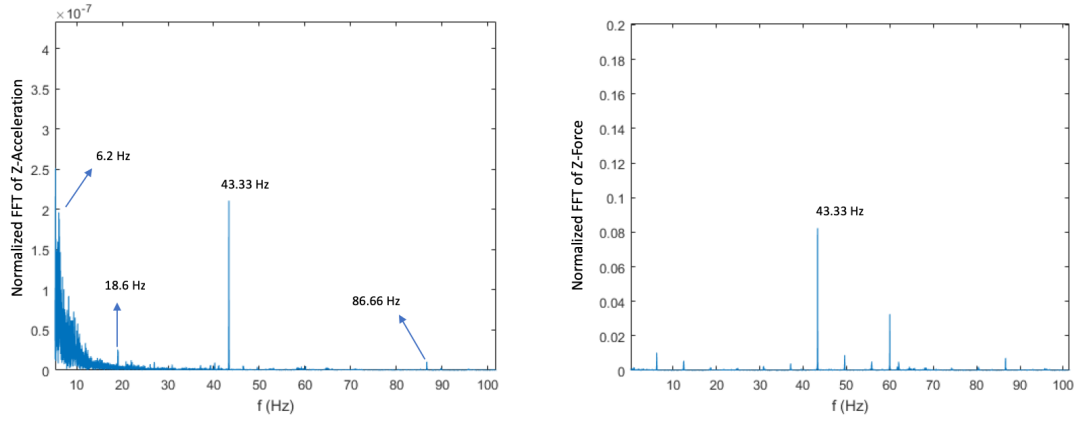 × 10⁻⁷
Normalized FFT of Z-Acceleration
4
3.5
3
2.5
2
1.5
1
0.5
0
6.2 Hz
18.6 Hz
43.33 Hz
86.66 Hz
10 20 30 40 50 60 70 80 90 100
f (Hz)
Normalized FFT of Z-Force
0.2
0.18
0.16
0.14
0.12
0.1
0.08
0.06
0.04
0.02
0
43.33 Hz
10 20 30 40 50 60 70 80 90 100
f (Hz)